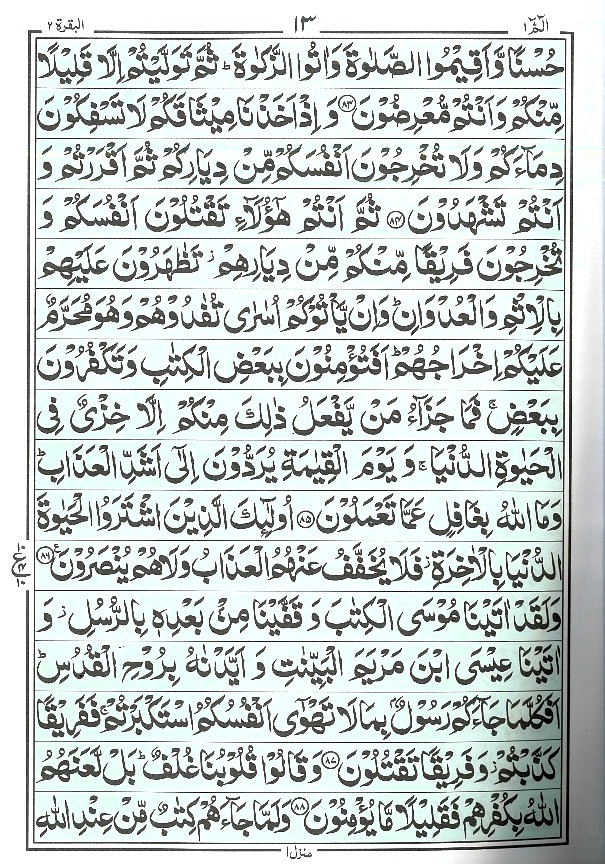 الٓمّٓ ١ ١٣ البقرة ٢
حُسْنًا وَّاَقِيْمُوا الصَّلٰوةَ وَاٰتُوا الزَّكٰوةَ ؕ ثُمَّ تَوَلَّيْتُمْ اِلَّا قَلِيْلًا
مِّنْكُمْ وَاَنْتُمْ مُّعْرِضُوْنَ ﴿۸۳﴾ وَ اِذْ اَخَذْنَا مِيْثَاقَكُمْ لَا تَسْفِكُوْنَ
دِمَآءَكُمْ وَلَا تُخْرِجُوْنَ اَنْفُسَكُمْ مِّنْ دِيَارِكُمْ ثُمَّ اَقْرَرْتُمْ وَ
اَنْتُمْ تَشْهَدُوْنَ ﴿۸۴﴾ ثُمَّ اَنْتُمْ هٰٓؤُلَآءِ تَقْتُلُوْنَ اَنْفُسَكُمْ وَ
تُخْرِجُوْنَ فَرِيْقًا مِّنْكُمْ مِّنْ دِيَارِهِمْ ؗ تَظٰهَرُوْنَ عَلَيْهِمْ
بِالْاِثْمِ وَالْعُدْوَانِ ؕ وَاِنْ يَّاْتُوْكُمْ اُسٰرٰى تُفٰدُوْهُمْ وَهُوَ مُحَرَّمٌ
عَلَيْكُمْ اِخْرَاجُهُمْ ؕ اَفَتُؤْمِنُوْنَ بِبَعْضِ الْكِتٰبِ وَتَكْفُرُوْنَ
بِبَعْضٍ ۚ فَمَا جَزَآءُ مَنْ يَّفْعَلُ ذٰلِكَ مِنْكُمْ اِلَّا خِزْىٌ فِى
الْحَيٰوةِ الدُّنْيَا ۚ وَ يَوْمَ الْقِيٰمَةِ يُرَدُّوْنَ اِلٰٓى اَشَدِّ الْعَذَابِ ؕ
وَمَا اللّٰهُ بِغَافِلٍ عَمَّا تَعْمَلُوْنَ ﴿۸۵﴾ اُولٰٓئِكَ الَّذِيْنَ اشْتَرَوُا الْحَيٰوةَ
الدُّنْيَا بِالْاٰخِرَةِ ؗ فَلَا يُخَفَّفُ عَنْهُمُ الْعَذَابُ وَلَا هُمْ يُنْصَرُوْنَ ﴿۸۶﴾
وَلَقَدْ اٰتَيْنَا مُوْسَى الْكِتٰبَ وَ قَفَّيْنَا مِنْۢ بَعْدِهٖ بِالرُّسُلِ ؗ وَ
اٰتَيْنَا عِيْسَى ابْنَ مَرْيَمَ الْبَيِّنٰتِ وَ اَيَّدْنٰهُ بِرُوْحِ الْقُدُسِ ؕ
اَفَكُلَّمَا جَآءَكُمْ رَسُوْلٌۢ بِمَا لَا تَهْوٰٓى اَنْفُسُكُمُ اسْتَكْبَرْتُمْ ۚ فَفَرِيْقًا
كَذَّبْتُمْ ؗ وَ فَرِيْقًا تَقْتُلُوْنَ ﴿۸۷﴾ وَ قَالُوْا قُلُوْبُنَا غُلْفٌ ؕ بَلْ لَّعَنَهُمُ
اللّٰهُ بِكُفْرِهِمْ فَقَلِيْلًا مَّا يُؤْمِنُوْنَ ﴿۸۸﴾ وَلَمَّا جَآءَهُمْ كِتٰبٌ مِّنْ عِنْدِ اللّٰهِ
منزل ١